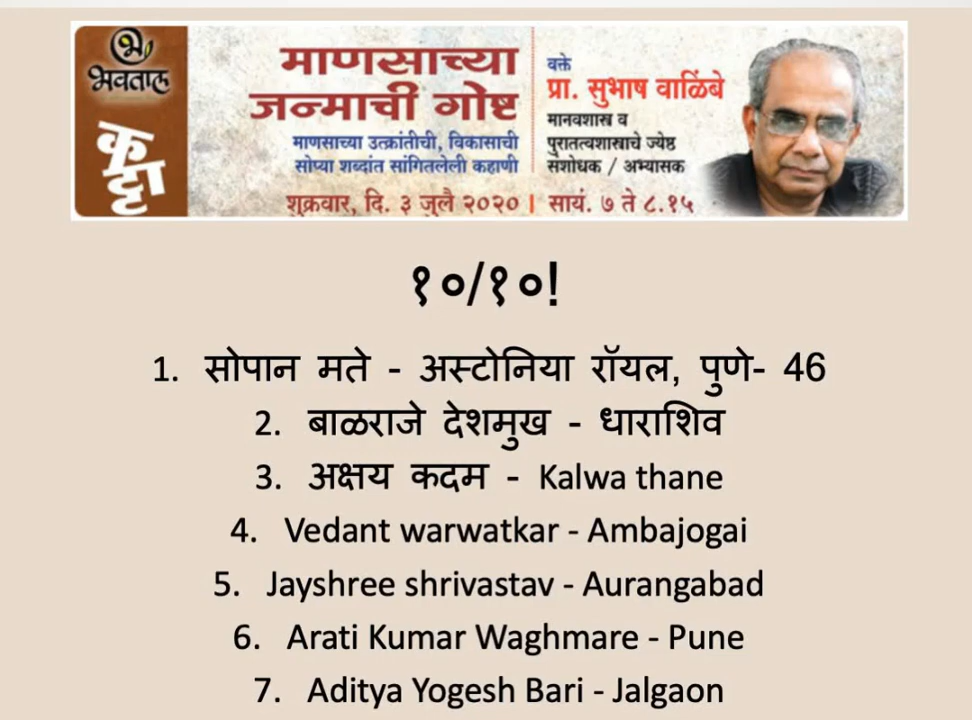 भवताल
कट्टा
माणसाच्या
जन्माची गोष्ट
माणसाच्या उत्क्रांतीची, विकासाची
सोप्या शब्दांत सांगितलेली कहाणी
वक्ते
प्रा. सुभाष वाळिंबे
मानवशास्त्र व
पुरातत्वशास्त्राचे ज्येष्ठ
संशोधक / अभ्यासक
शुक्रवार, दि. ३ जुलै २०२० | सायं. ७ ते ८.१५
१०/१०!
1. सोपान मते - अस्टोनिया रॉयल, पुणे- 46
2. बाळराजे देशमुख - धाराशिव
3. अक्षय कदम - Kalwa thane
4. Vedant warwatkar - Ambajogai
5. Jayshree shrivastav - Aurangabad
6. Arati Kumar Waghmare - Pune
7. Aditya Yogesh Bari - Jalgaon